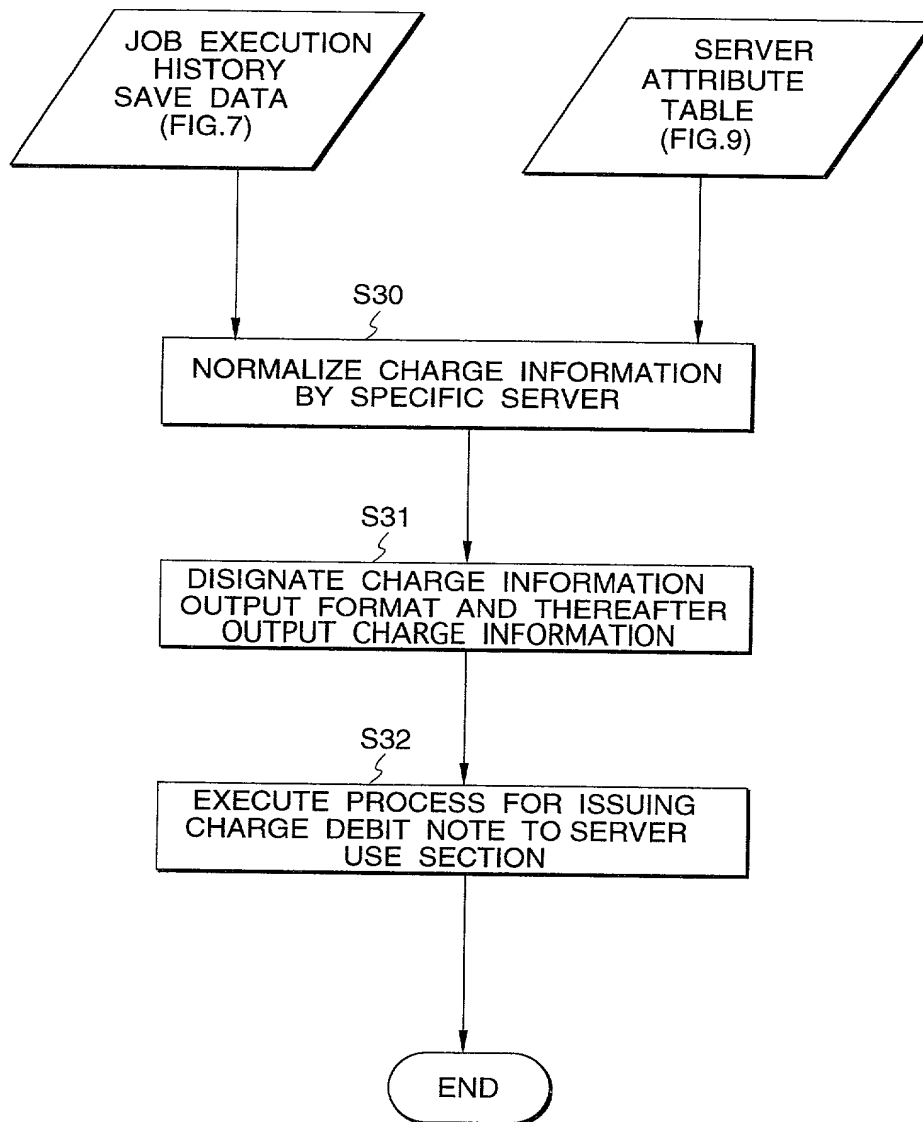 JOB EXECUTION
HISTORY
SAVE DATA
(FIG.7)
SERVER
ATTRIBUTE
TABLE
(FIG.9)
S30
NORMALIZE CHARGE INFORMATION
BY SPECIFIC SERVER
S31
DISIGNATE CHARGE INFORMATION
OUTPUT FORMAT AND THEREAFTER
OUTPUT CHARGE INFORMATION
S32
EXECUTE PROCESS FOR ISSUING
CHARGE DEBIT NOTE TO SERVER
USE SECTION
END